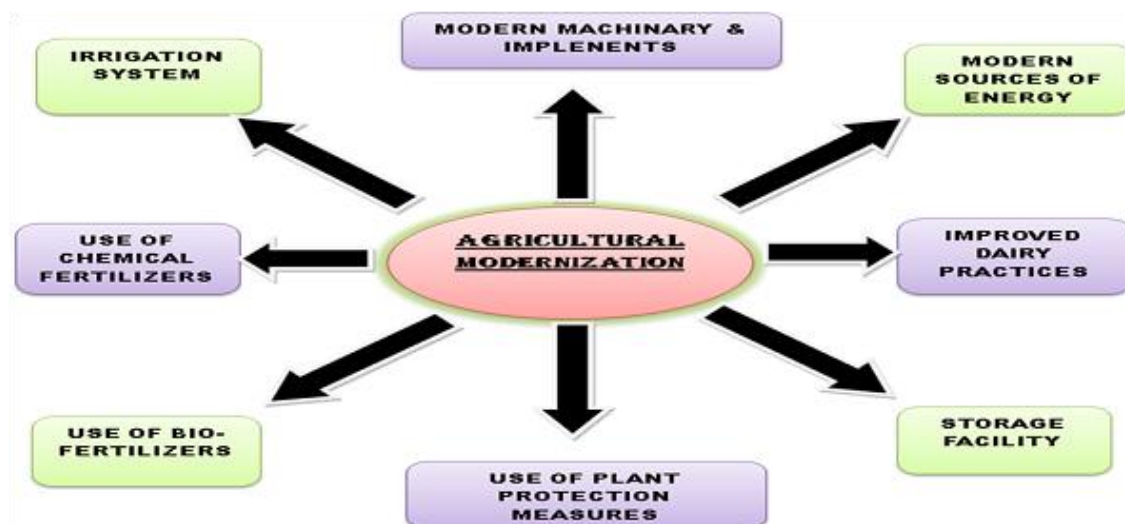 MODERN MACHINARY &
IMPLENENTS
IRRIGATION
SYSTEM
MODERN
SOURCES OF
ENERGY
AGRICULTURAL
MODERNIZATION
USE OF
CHEMICAL
FERTILIZERS
IMPROVED
DAIRY
PRACTICES
USE OF BIO-
FERTILIZERS
STORAGE
FACILITY
USE OF PLANT
PROTECTION
MEASURES